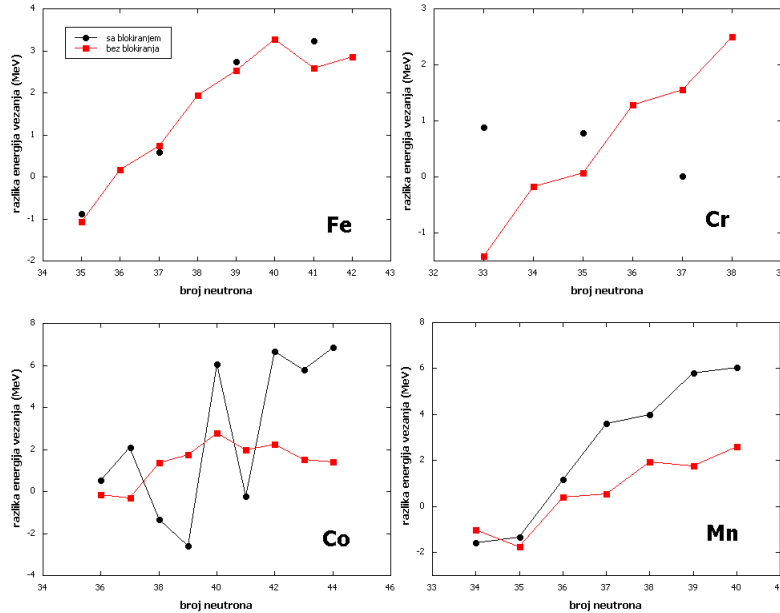 4
3
2
1
0
-1
-2
34 35 36 37 38 39 40 41 42 43
razlika energija vezanja (MeV)
broj neutrona
sa blokiranjem
bez blokiranja
Fe
3
2
1
0
-1
32 33 34 35 36 37 38
razlika energija vezanja (MeV)
broj neutrona
Cr
8
6
4
2
0
-2
-4
34 36 38 40 42 44 46
razlika energija vezanja (MeV)
broj neutrona
Co
8
6
4
2
0
-2
33 34 35 36 37 38 39 40
razlika energija vezanja (MeV)
broj neutrona
Mn